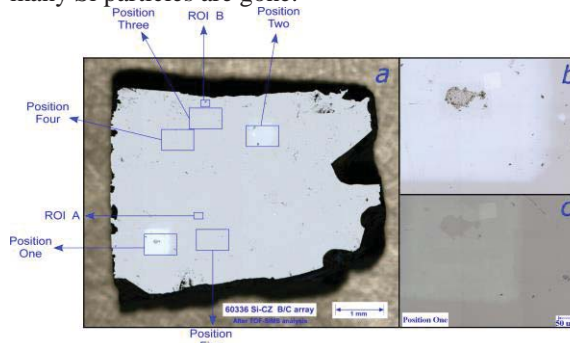 many Si particles are gone.
Position
Three
ROI B
Position
Two
a
b
Position
Four
ROI A
c
Position
One
60336 Si-CZ B/C array
After TOF-SIMS analysis
1 mm
Position One
Position